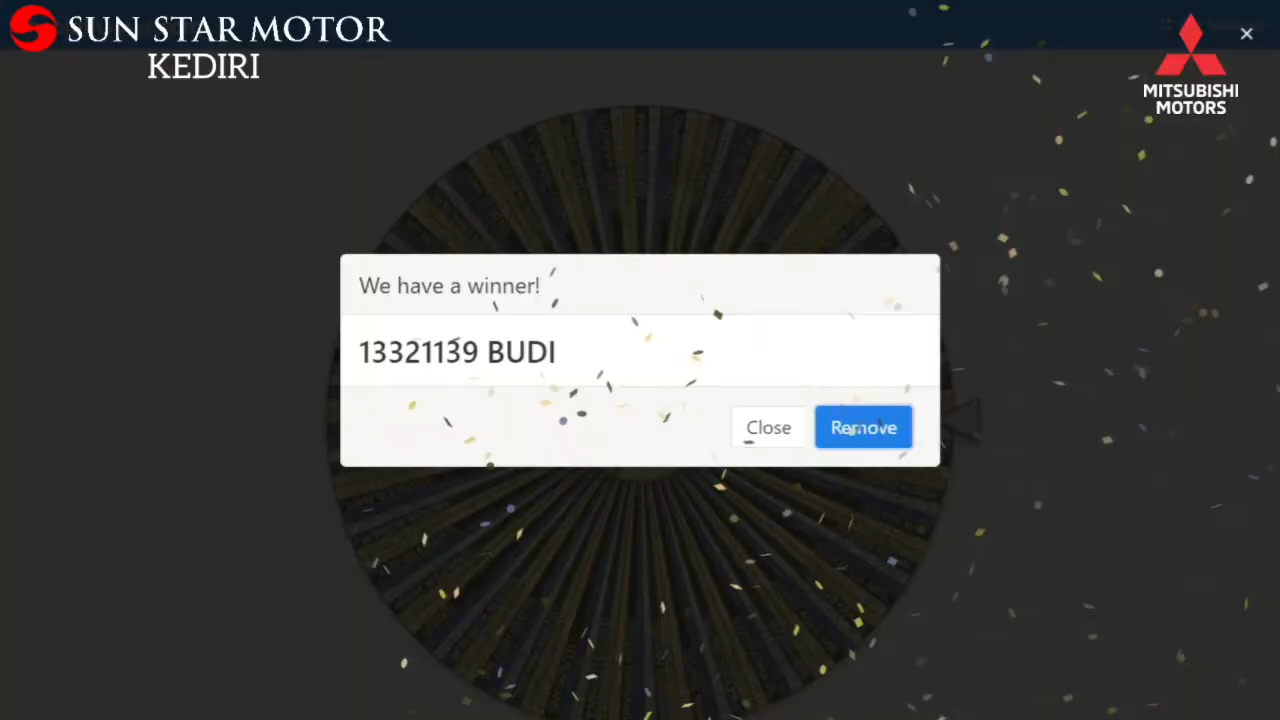 SUN STAR MOTOR
KEDIRI
MITSUBISHI
MOTORS
We have a winner!
13321139 BUDI
Close
Remove